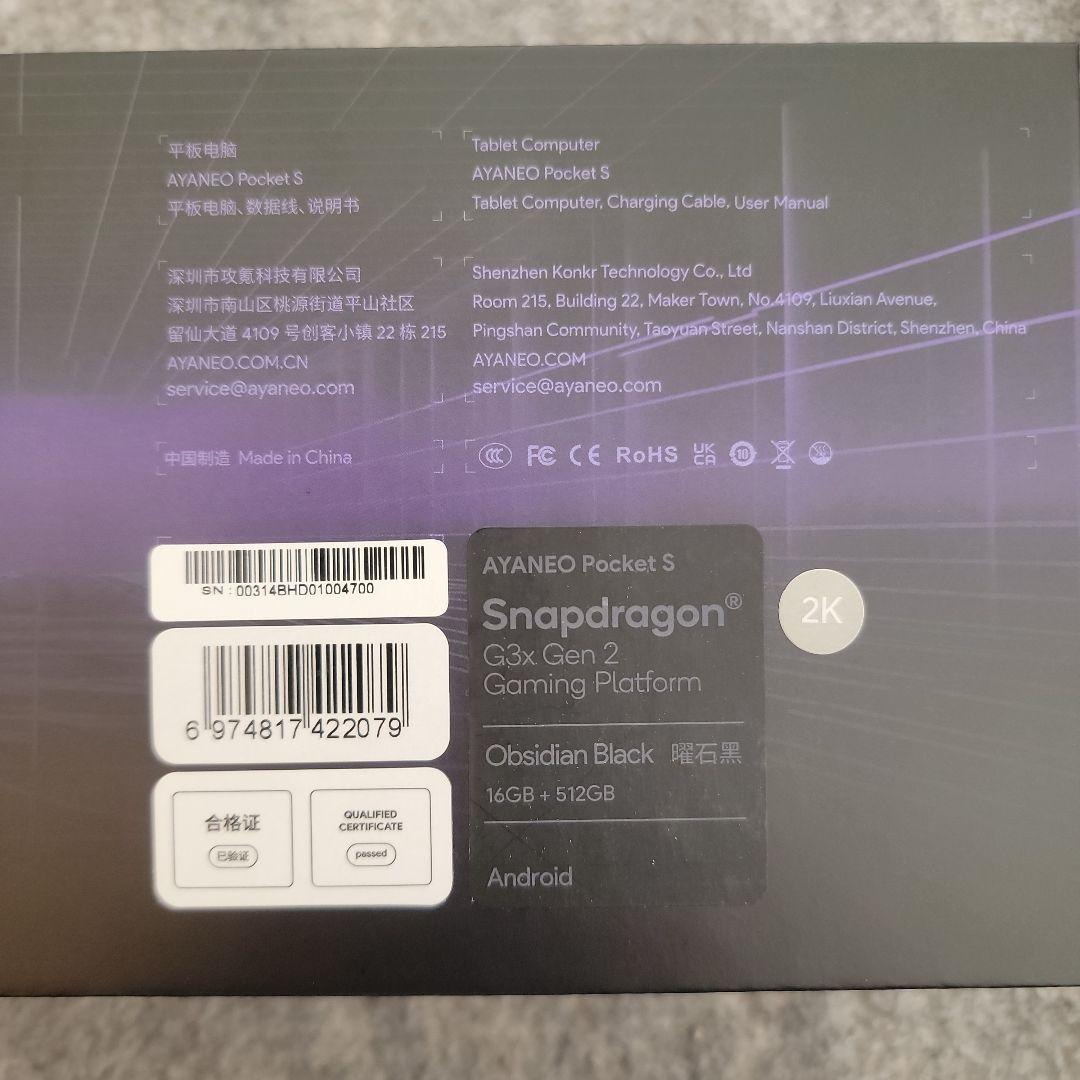 平板电脑
AYANEO Pocket S
平板电脑、数据线、说明书
Tablet Computer
AYANEO Pocket S
Tablet Computer, Charging Cable, User Manual
深圳市攻氪科技有限公司
深圳市南山区桃源街道平山社区
留仙大道 4109 号创客小镇 22 栋 215
AYANEO.COM.CN
service@ayaneo.com
Shenzhen Konkr Technology Co., Ltd
Room 215, Building 22, Maker Town, No.4109, Liuxian Avenue,
Pingshan Community, Taoyuan Street, Nanshan District, Shenzhen, China
AYANEO.COM
service@ayaneo.com
中国制造 Made in China
CCC FC CE RoHS UK CA 10
SN : 00314BHD01004700
6 974817 422079
合格证
已验证
QUALIFIED
CERTIFICATE
passed
AYANEO Pocket S
Snapdragon®
G3x Gen 2
Gaming Platform
Obsidian Black 曜石黑
16GB + 512GB
Android
2K